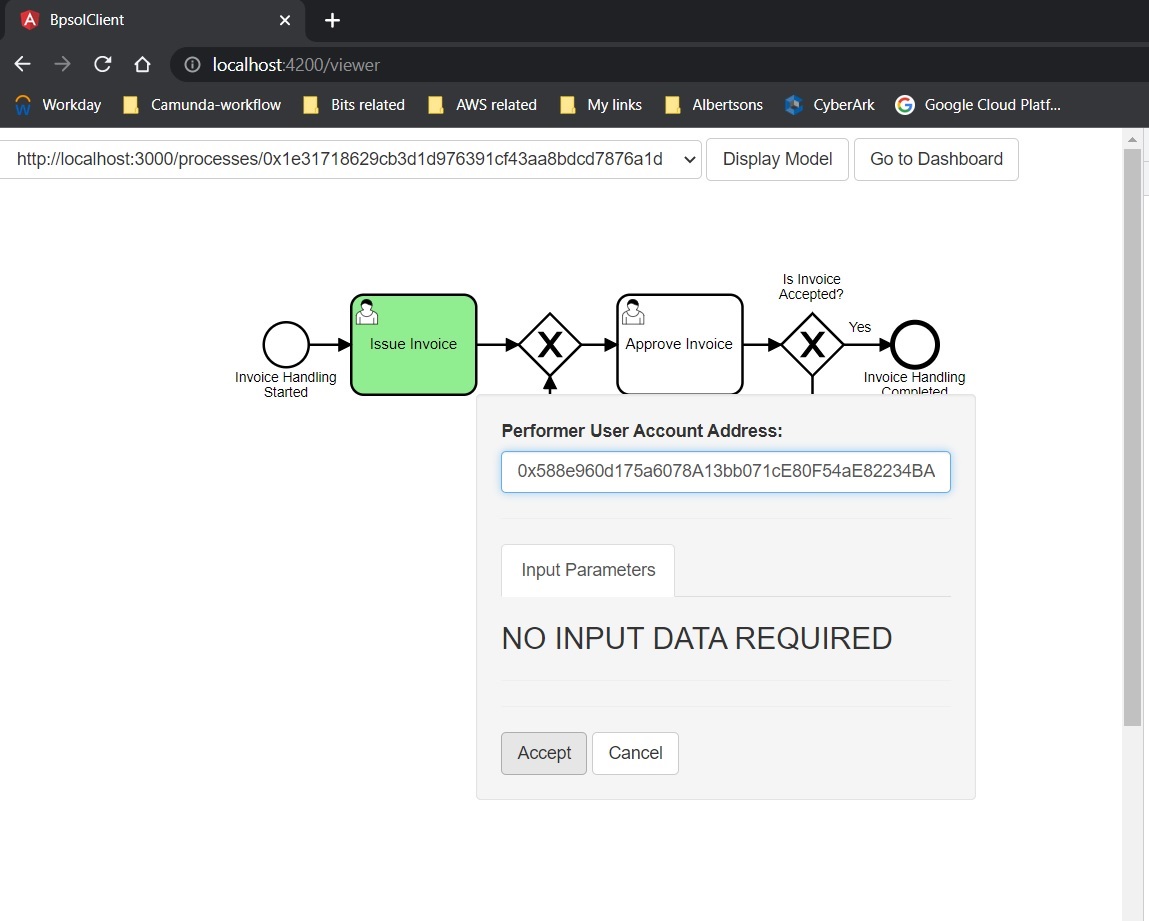 BpsolClient
localhost:4200/viewer
Workday Camunda-workflow Bits related AWS related My links Albertsons CyberArk Google Cloud Platf...
http://localhost:3000/processes/0x1e31718629cb3d1d976391cf43aa8bdcd7876a1d Display Model Go to Dashboard
Is Invoice
Accepted?
Yes
Issue Invoice X Approve Invoice X
Invoice Handling
Started
Invoice Handling
Completed
Performer User Account Address:
0x588e960d175a6078A13bb071cE80F54aE82234BA
Input Parameters
NO INPUT DATA REQUIRED
Accept Cancel